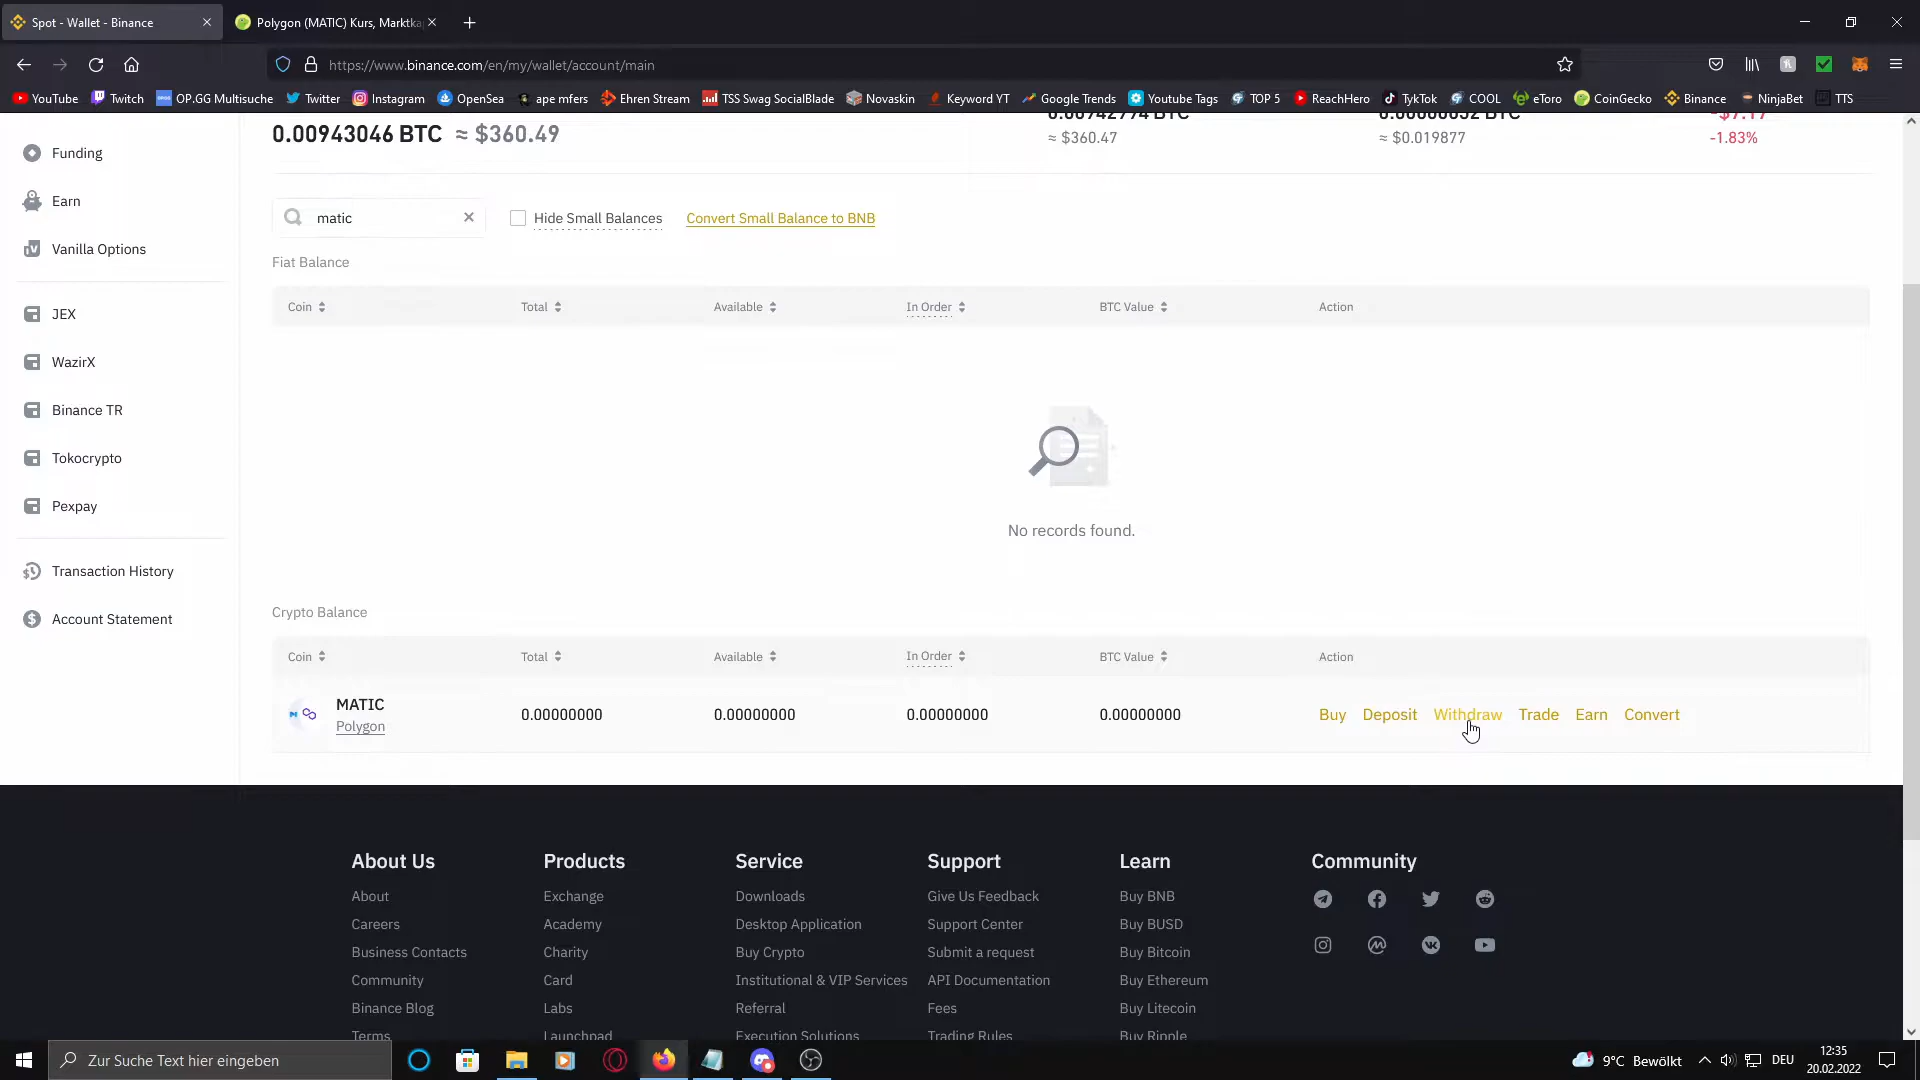 Spot - Wallet - Binance
Polygon (MATIC) Kurs, Marktka
https://www.binance.com/en/my/wallet/account/main
YouTube Twitch OP.GG Multisuche Twitter Instagram OpenSea ape mfers Ehren Stream TSS Swag SocialBlade Novaskin Keyword YT Google Trends Youtube Tags TOP 5 ReachHero TykTok COOL eToro CoinGecko Binance NinjaBet TTS
0.00943046 BTC ≈ $360.49
≈ $360.47 ≈ $0.019877 -1.83%
Funding
Earn
Vanilla Options
JEX
WazirX
Binance TR
Tokocrypto
Pexpay
Transaction History
Account Statement
matic Hide Small Balances Convert Small Balance to BNB
Fiat Balance
Coin Total Available In Order BTC Value Action
No records found.
Crypto Balance
Coin Total Available In Order BTC Value Action
MATIC
Polygon
0.00000000 0.00000000 0.00000000 0.00000000 Buy Deposit Withdraw Trade Earn Convert
About Us
About
Careers
Business Contacts
Community
Binance Blog
Terms
Products
Exchange
Academy
Charity
Card
Labs
Launchpad
Service
Downloads
Desktop Application
Buy Crypto
Institutional & VIP Services
Referral
Execution Solutions
Support
Give Us Feedback
Support Center
Submit a request
API Documentation
Fees
Trading Rules
Learn
Buy BNB
Buy BUSD
Buy Bitcoin
Buy Ethereum
Buy Litecoin
Buy Ripple
Community
Zur Suche Text hier eingeben
9°C Bewölkt
DEU
12:35
20.02.2022